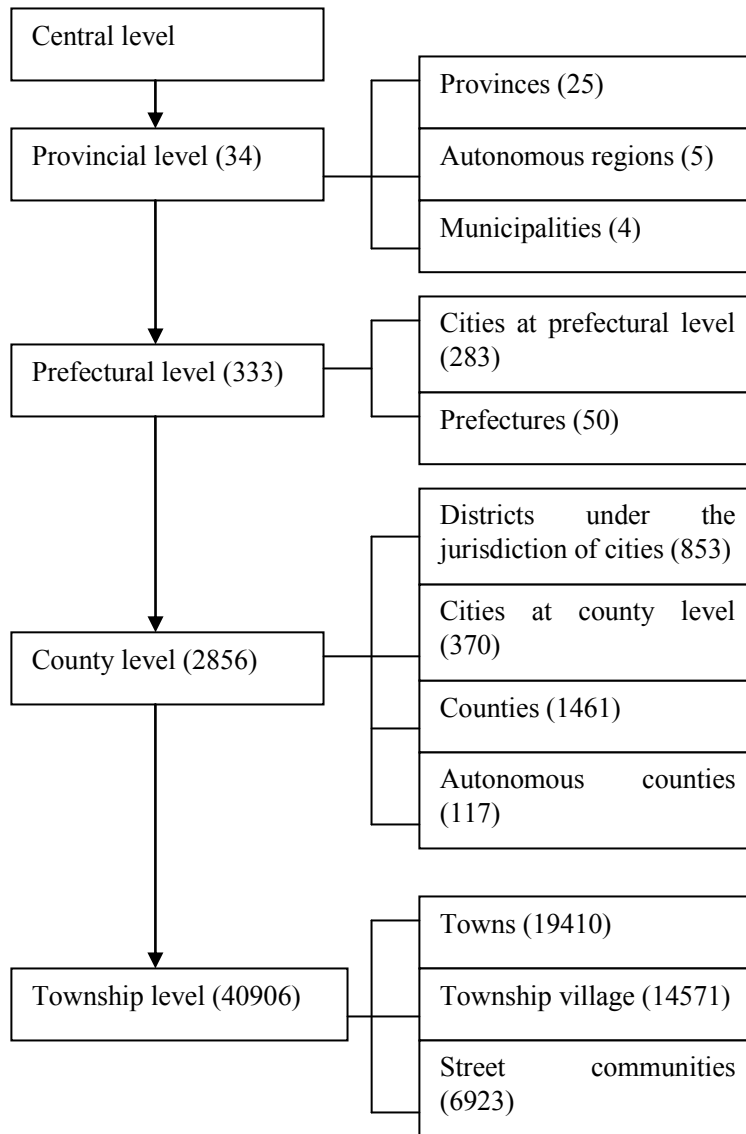 Central level
Provincial level (34)
Provinces (25)
Autonomous regions (5)
Municipalities (4)
Prefectural level (333)
Cities at prefectural level
(283)
Prefectures (50)
County level (2856)
Districts under the
jurisdiction of cities (853)
Cities at county level
(370)
Counties (1461)
Autonomous counties
(117)
Township level (40906)
Towns (19410)
Township village (14571)
Street communities
(6923)